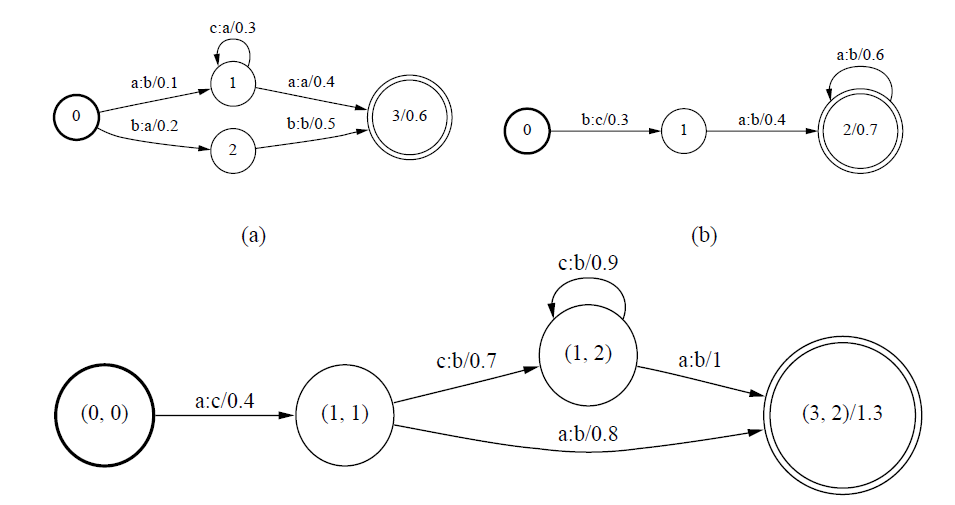 c:a/0.3
a:b/0.1
1
a:a/0.4
0
3/0.6
b:a/0.2
2
b:b/0.5
(a)
a:b/0.6
0
b:c/0.3
1
a:b/0.4
2/0.7
(b)
c:b/0.9
c:b/0.7
(1, 2)
a:b/1
(0, 0)
a:c/0.4
(1, 1)
a:b/0.8
(3, 2)/1.3